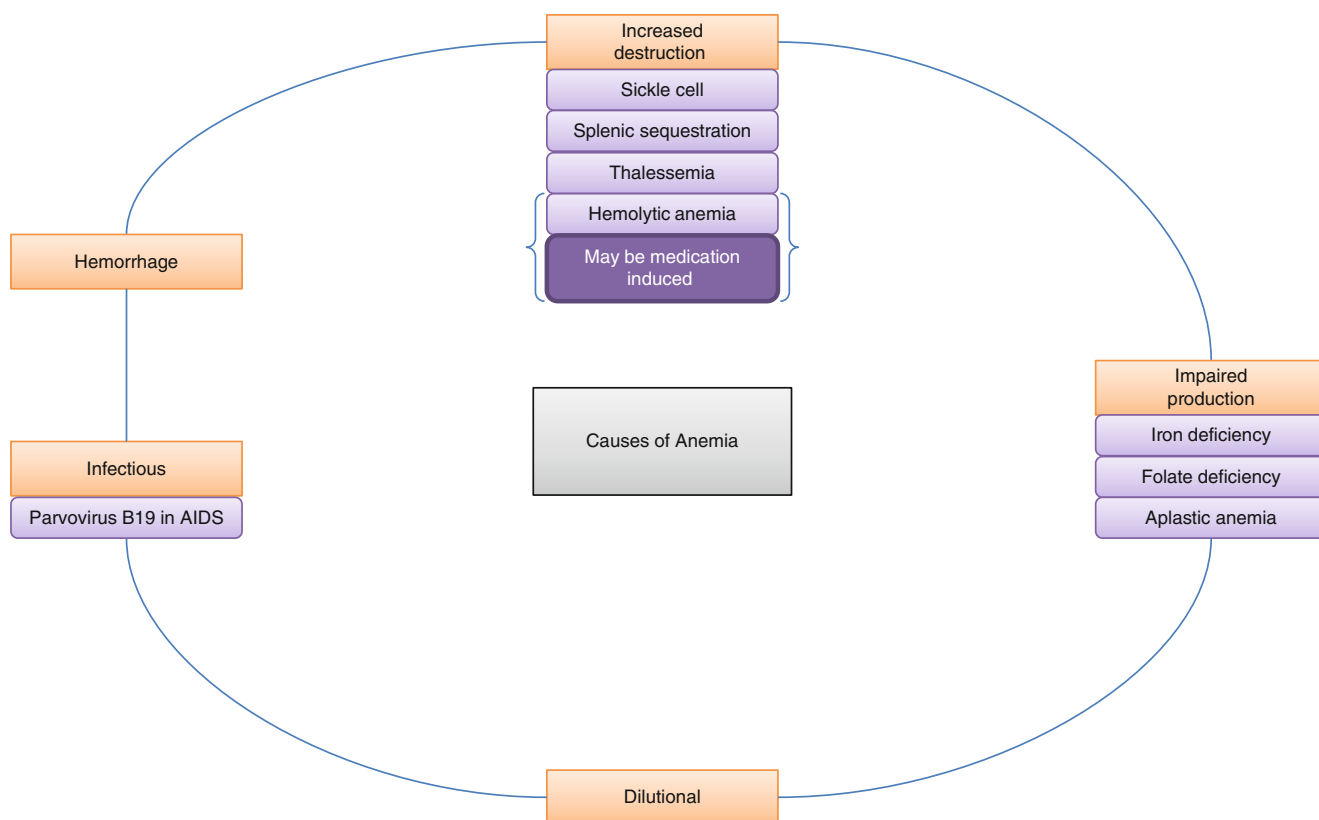 Increased
destruction
Sickle cell
Splenic sequestration
Thalessemia
Hemolytic anemia
May be medication
induced
Hemorrhage
Causes of Anemia
Impaired
production
Iron deficiency
Folate deficiency
Aplastic anemia
Infectious
Parvovirus B19 in AIDS
Dilutional